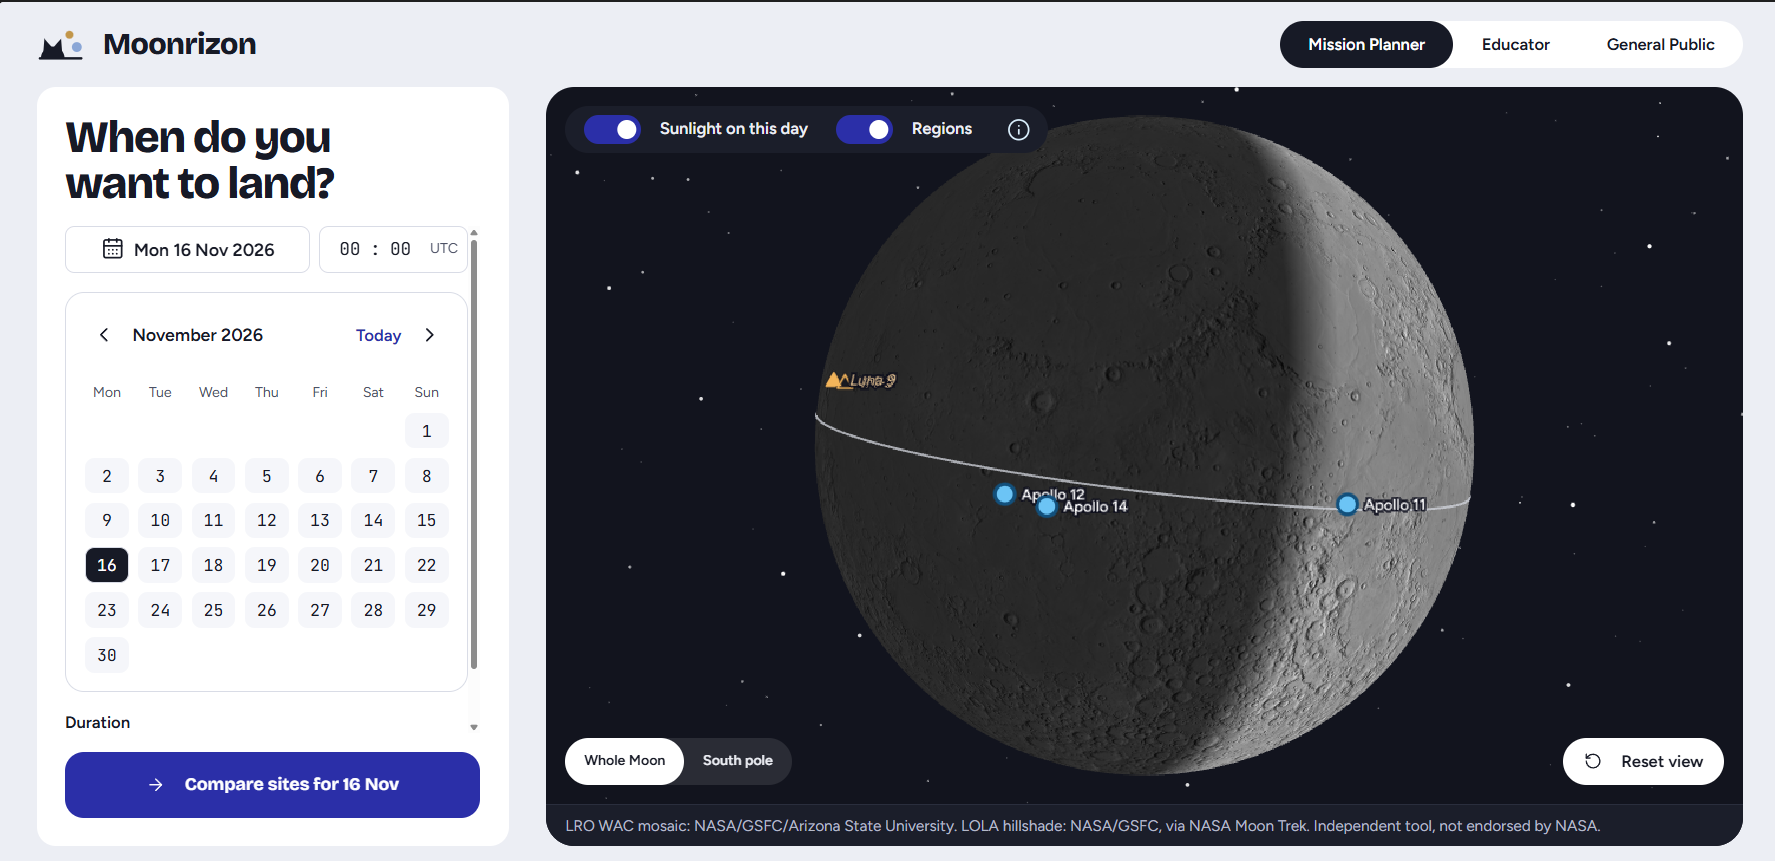 Moonrizon
Mission Planner
Educator
General Public
When do you
want to land?
Mon 16 Nov 2026
00 : 00 UTC
November 2026
Today
Mon Tue Wed Thu Fri Sat Sun
1
2 3 4 5 6 7 8
9 10 11 12 13 14 15
16 17 18 19 20 21 22
23 24 25 26 27 28 29
30
Duration
Compare sites for 16 Nov
Sunlight on this day
Regions
Luna 9
Apollo 12
Apollo 14
Apollo 11
Whole Moon
South pole
Reset view
LRO WAC mosaic: NASA/GSFC/Arizona State University. LOLA hillshade: NASA/GSFC, via NASA Moon Trek. Independent tool, not endorsed by NASA.